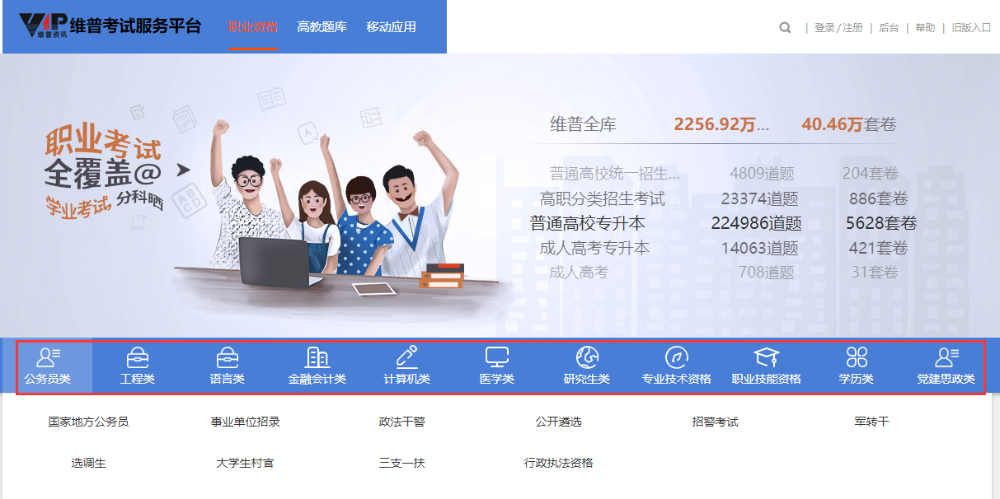 VIP 维普资讯 维普考试服务平台 职业资格 高教题库 移动应用 | 登录/注册 | 后台 | 帮助 | 旧版入口
职业考试
全覆盖@
学业考试, 分科晒
A
AB
CD
维普全库 2256.92万... 40.46万套卷
普通高校统一招生... 4809道题 204套卷
高职分类招生考试 23374道题 886套卷
普通高校专升本 224986道题 5628套卷
成人高考专升本 14063道题 421套卷
成人高考 708道题 31套卷
公务员类 工程类 语言类 金融会计类 计算机类 医学类 研究生类 专业技术资格 职业技能资格 学历类 党建思政类
国家地方公务员 事业单位招录 政法干警 公开遴选 招警考试 军转干
选调生 大学生村官 三支一扶 行政执法资格